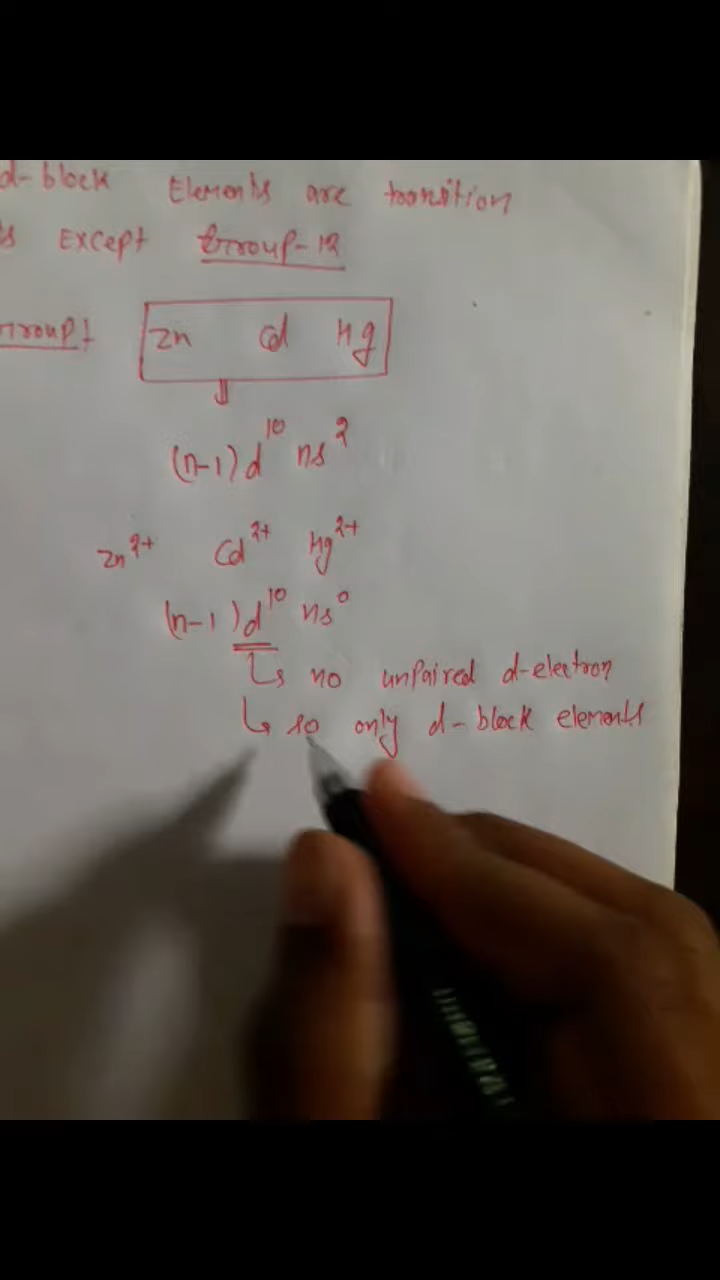 d-block Elements are transition
s Except Group-12
Group} Zn Cd Hg
(n-1)d¹⁰ ns²
Zn²⁺ Cd²⁺ Hg²⁺
(n-1)d¹⁰ ns⁰
↳ no unpaired d-electron
↳ so only d-block elements